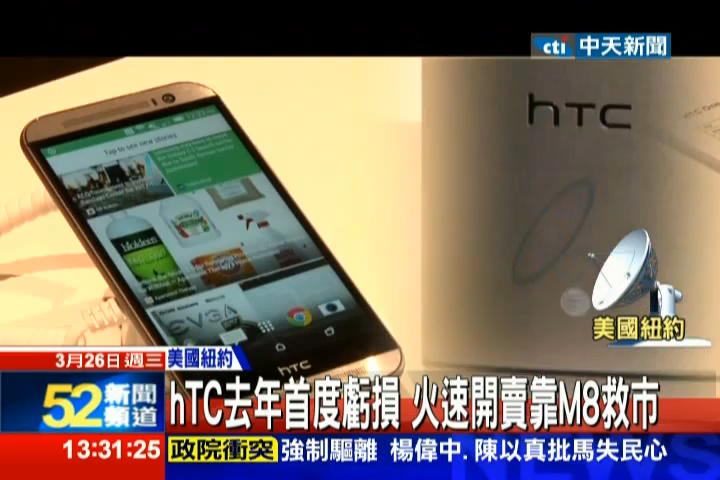 cti 中天新聞
hTC
Tap to see new stories
biokleen
EVGA
hTC
美國紐約
3月26日 週三
美國紐約
52 新聞頻道
hTC去年首度虧損 火速開賣靠M8救市
13:31:25
政院衝突 強制驅離 楊偉中.陳以真批馬失民心
NEWS